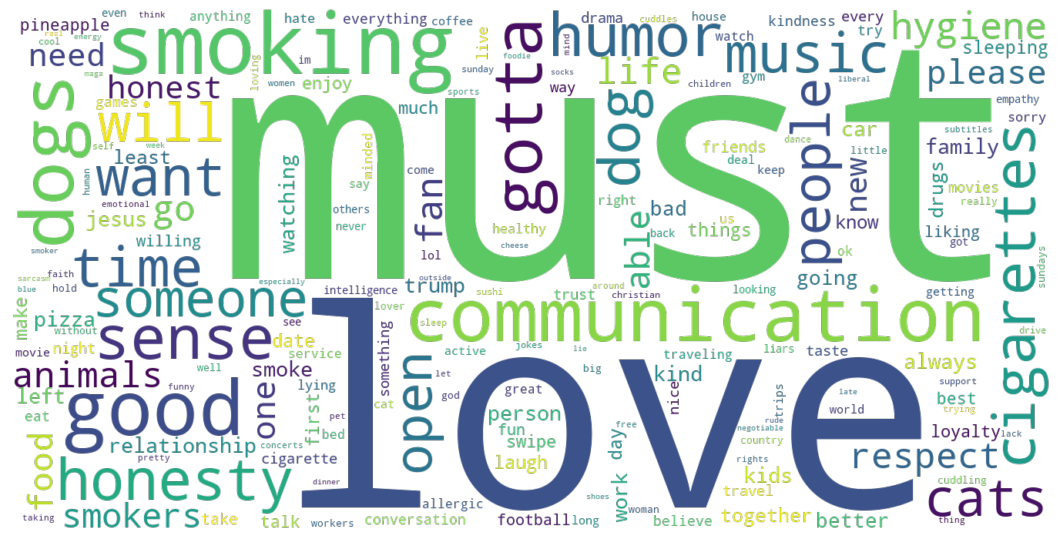 pineapple
even
think
anything
hate
everything
coffee
drama
cuddles
house
kindness
every
hygiene
reel
cool
energy
smoking
live
humor
watch
try
sleeping
need
im
music
please
maga
loving
women
foodie
sunday
gotta
mind
life
gym
liberal
dogs
honest
enjoy
sports
socks
way
children
people
empathy
games
will
much
must
dog
car
sorry
self
week
least
want
watching
minded
friends
deal
dance
keep
little
new
family
subtitles
cigarettes
human
say
come
fan
right
us
things
know
drugs
movies
really
emotional
jesus
go
others
never
healthy
bad
liking
got
willing
lol
cheese
able
back
ok
sundays
smoker
time
especially
outside
around
looking
going
getting
faith
sarcasm
hold
blue
someone
intelligence
trump
sushi
trust
christian
make
pizza
without
sense
see
lover
sleep
communication
drive
movie
night
date
service
something
active
jokes
lie
traveling
liars
taste
always
animals
well
funny
smoke
lying
cat
let
god
great
big
kind
nice
late
world
trips
best
support
trying
left
eat
good
one
first
pet
open
love
person
fun
swipe
free
day
negotiable
rude
country
loyalty
lack
relationship
concerts
bed
laugh
rights
respect
food
pretty
cigarette
honesty
dinner
shoes
work
kids
travel
cuddling
cats
taking
smokers
take
talk
workers
conversation
allergic
football
long
woman
believe
together
better
thing